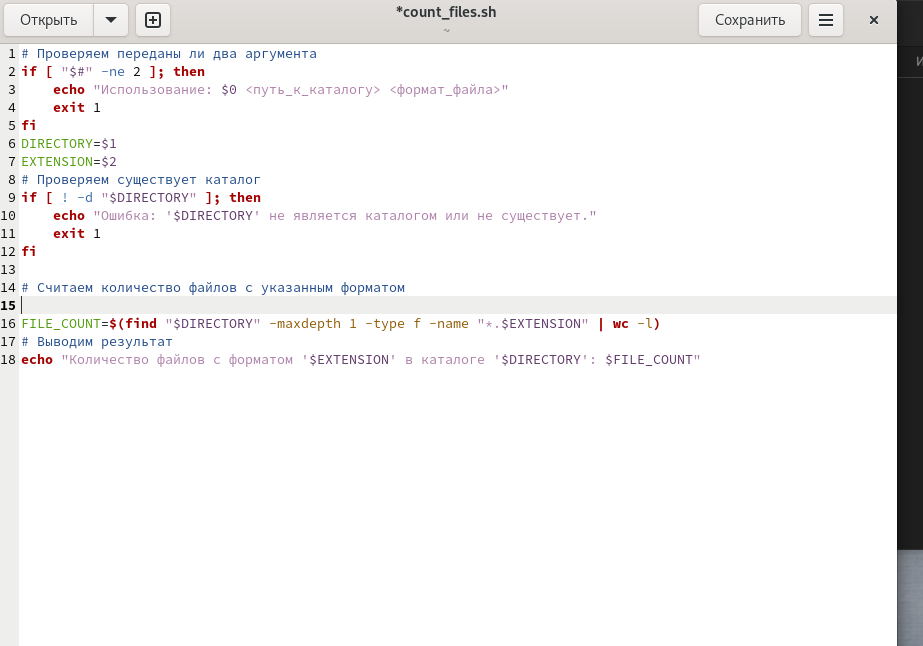 Открыть
*count_files.sh
~
Сохранить
1 # Проверяем переданы ли два аргумента
2 if [ "$#" -ne 2 ]; then
3     echo "Использование: $0 <путь_к_каталогу> <формат_файла>"
4     exit 1
5 fi
6 DIRECTORY=$1
7 EXTENSION=$2
8 # Проверяем существует каталог
9 if [ ! -d "$DIRECTORY" ]; then
10     echo "Ошибка: '$DIRECTORY' не является каталогом или не существует."
11     exit 1
12 fi
13
14 # Считаем количество файлов с указанным форматом
15
16 FILE_COUNT=$(find "$DIRECTORY" -maxdepth 1 -type f -name "*.$EXTENSION" | wc -l)
17 # Выводим результат
18 echo "Количество файлов с форматом '$EXTENSION' в каталоге '$DIRECTORY': $FILE_COUNT"